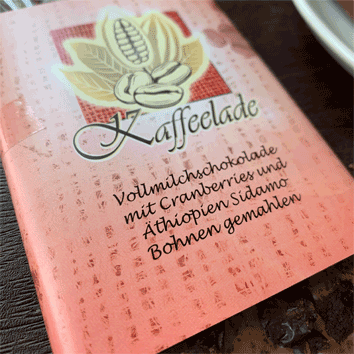 Kaffeelade
Vollmilchschokolade
mit Cranberries und
Äthiopien Sidamo
Bohnen gemahlen